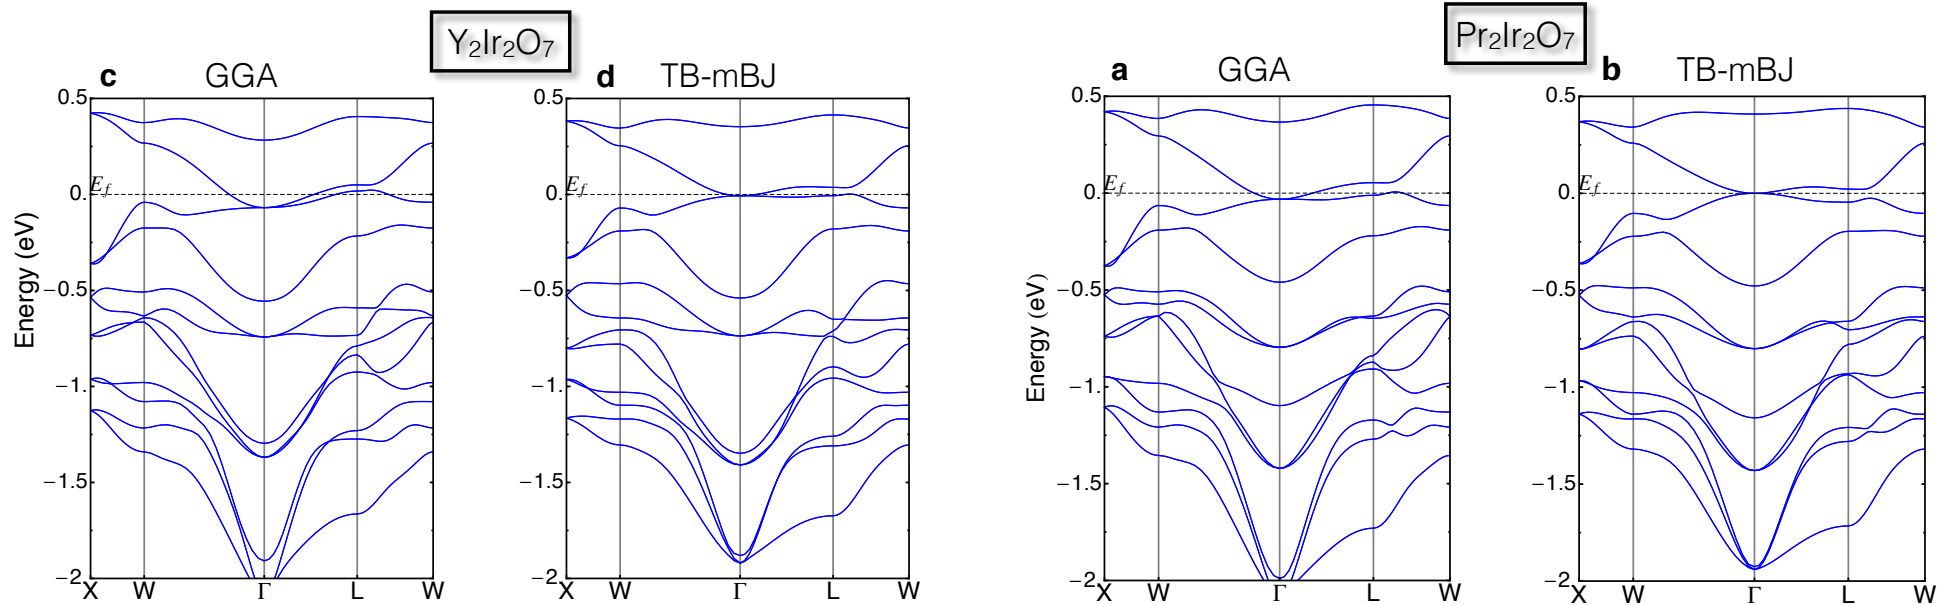 Y₂Ir₂O₇
c GGA
d TB-mBJ
Energy (eV)
0.5
0.
−0.5
−1.
−1.5
−2
E_f
X W Γ L W
0.5
0.
−0.5
−1.
−1.5
−2
E_f
X W Γ L W
Pr₂Ir₂O₇
a GGA
b TB-mBJ
Energy (eV)
0.5
0.
−0.5
−1.
−1.5
−2
E_f
X W Γ L W
0.5
0.
−0.5
−1.
−1.5
−2
E_f
X W Γ L W